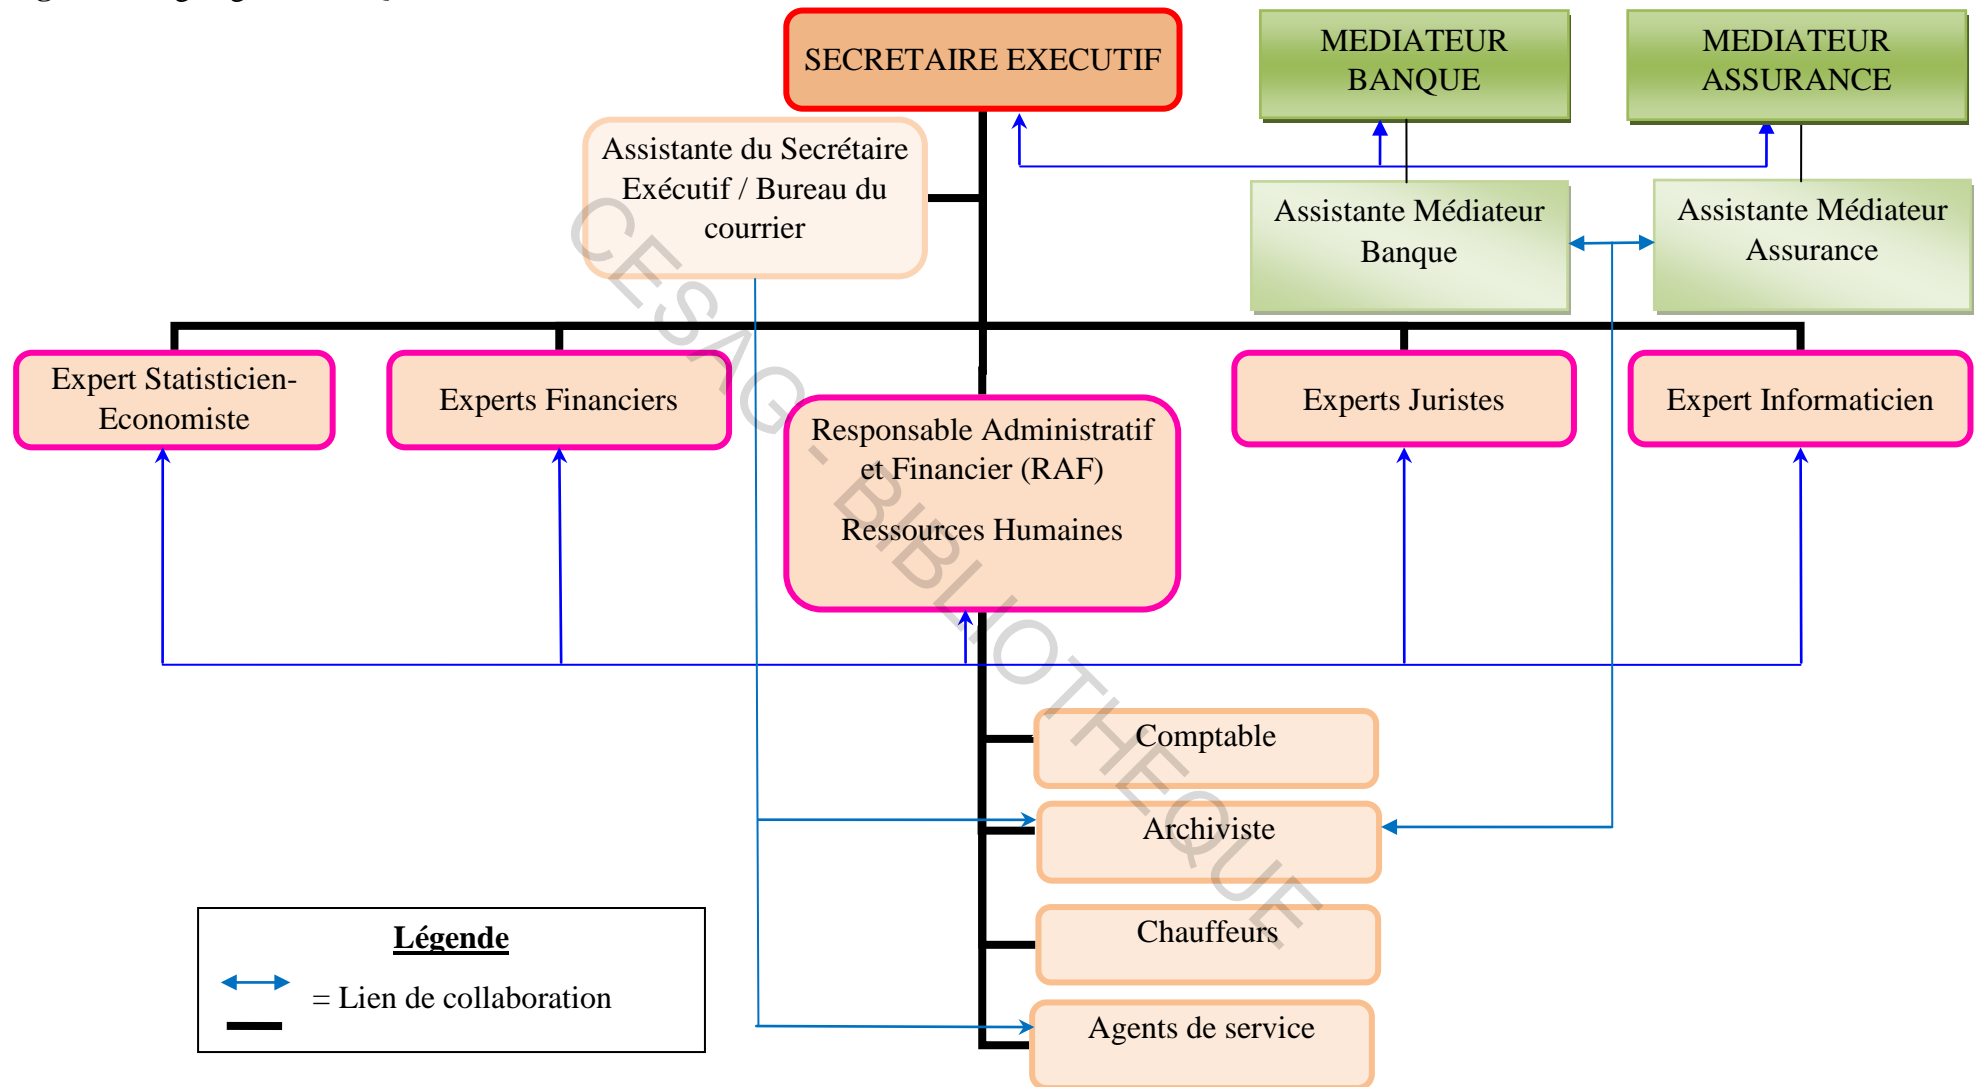 SECRETAIRE EXECUTIF
MEDIATEUR
BANQUE
MEDIATEUR
ASSURANCE
Assistante du Secrétaire
Exécutif / Bureau du
courrier
Assistante Médiateur
Banque
Assistante Médiateur
Assurance
Expert Statisticien-
Economiste
Experts Financiers
Responsable Administratif
et Financier (RAF)
Ressources Humaines
Experts Juristes
Expert Informaticien
Comptable
Archiviste
Chauffeurs
Agents de service
Légende
= Lien de collaboration
CESAG - BIBLIOTHEQUE